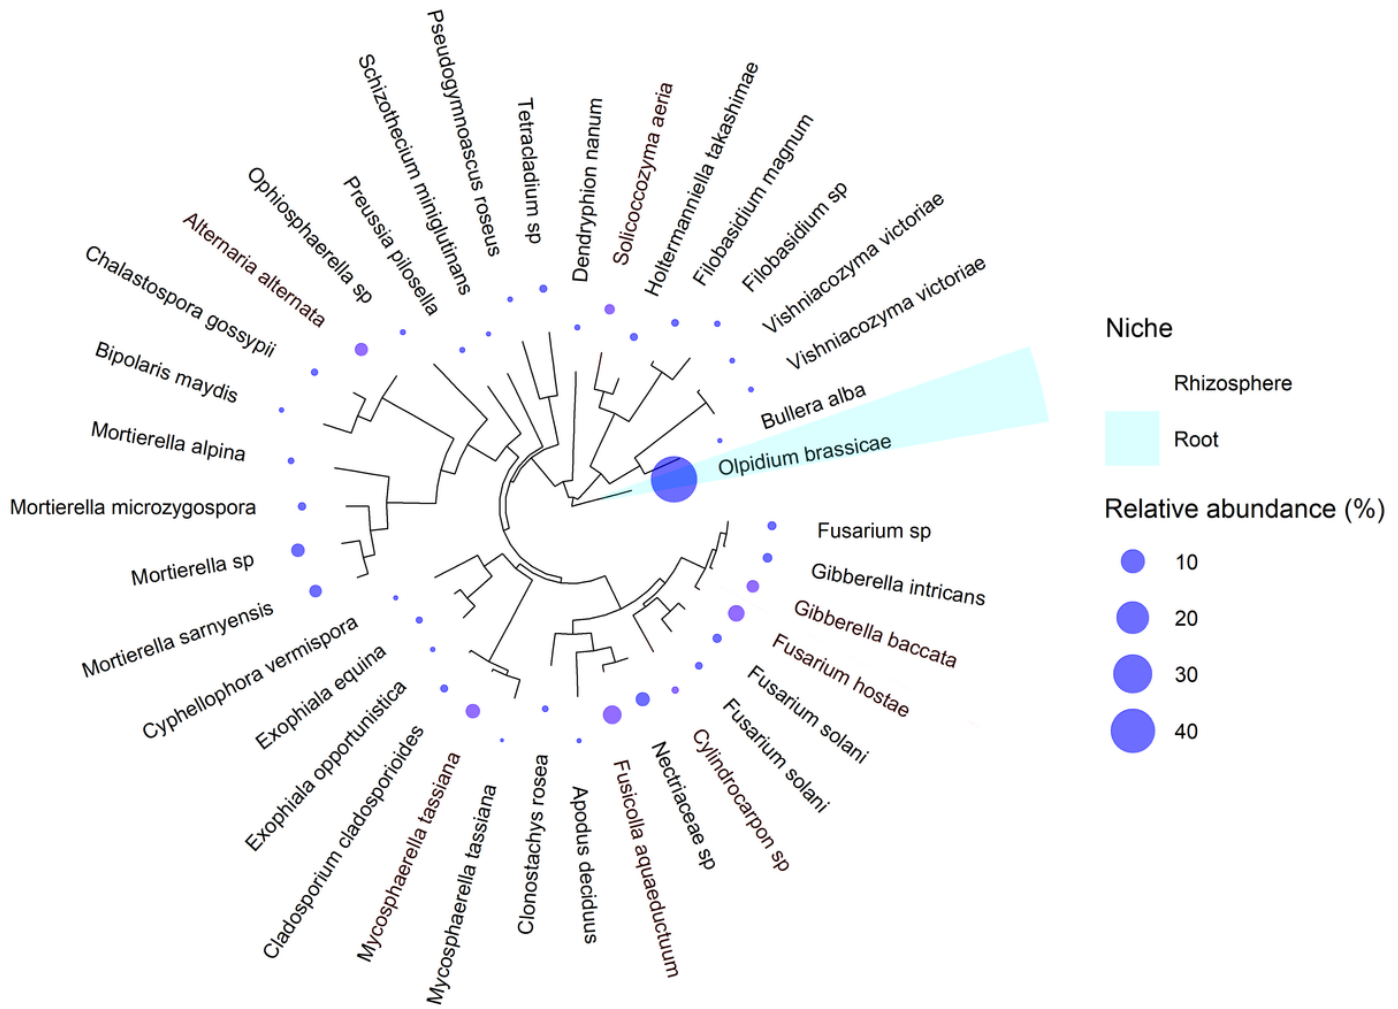 Pseudogymnoascus roseus
Schizothecium miniglutinans
Tetracladium sp
Dendryphion nanum
Solicoccozyma aeria
Holtermanniella takashimae
Filobasidium magnum
Filobasidium sp
Vishniacozyma victoriae
Vishniacozyma victoriae
Bullera alba
Olpidium brassicae
Fusarium sp
Gibberella intricans
Gibberella baccata
Fusarium hostae
Fusarium solani
Fusarium solani
Cylindrocarpon sp
Nectriaceae sp
Fusicolla aquaeductuum
Apodus deciduus
Clonostachys rosea
Mycosphaerella tassiana
Mycosphaerella tassiana
Cladosporium cladosporioides
Exophiala opportunistica
Exophiala equina
Cyphellophora vermispora
Mortierella sarnyensis
Mortierella sp
Mortierella microzygospora
Mortierella alpina
Bipolaris maydis
Chalastospora gossypii
Alternaria alternata
Ophiosphaerella sp
Preussia pilosella
Niche
Rhizosphere
Root
Relative abundance (%)
10
20
30
40